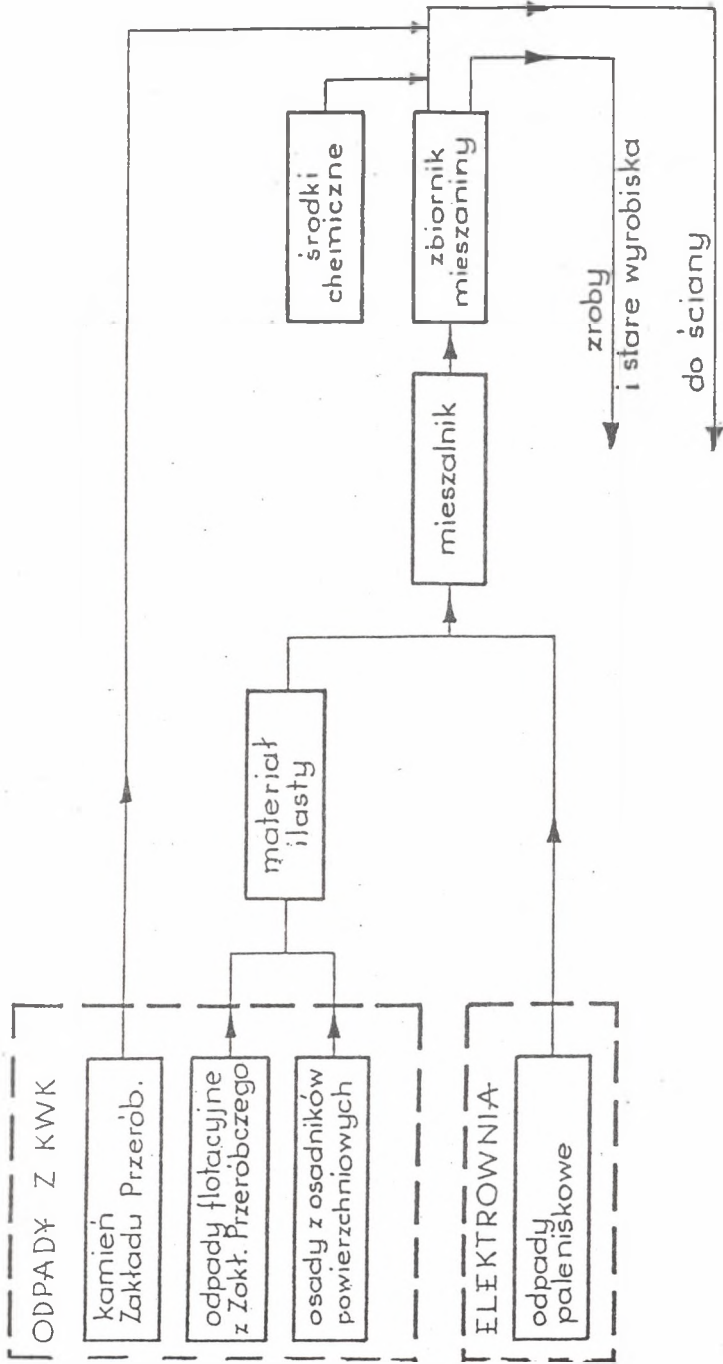 ODPADY Z KWK
kamień
Zakładu Przerób.
odpady flotacyjne
z Zakł. Przeróbczego
osady z osadników
powierzchniowych
ELEKTROWNIA
odpady
paleniskowe
materiał
ilasty
mieszalnik
środki
chemiczne
zbiornik
mieszaniny
zroby
i stare wyrobiska
do ściany